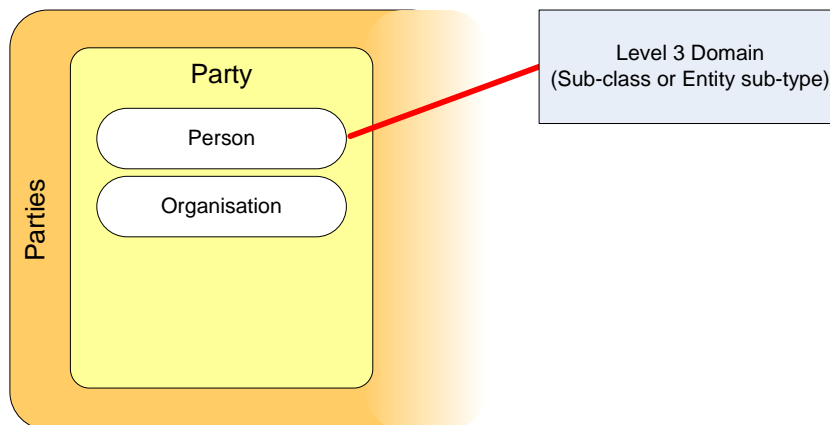 Parties
Party
Person
Organisation
Level 3 Domain
(Sub-class or Entity sub-type)